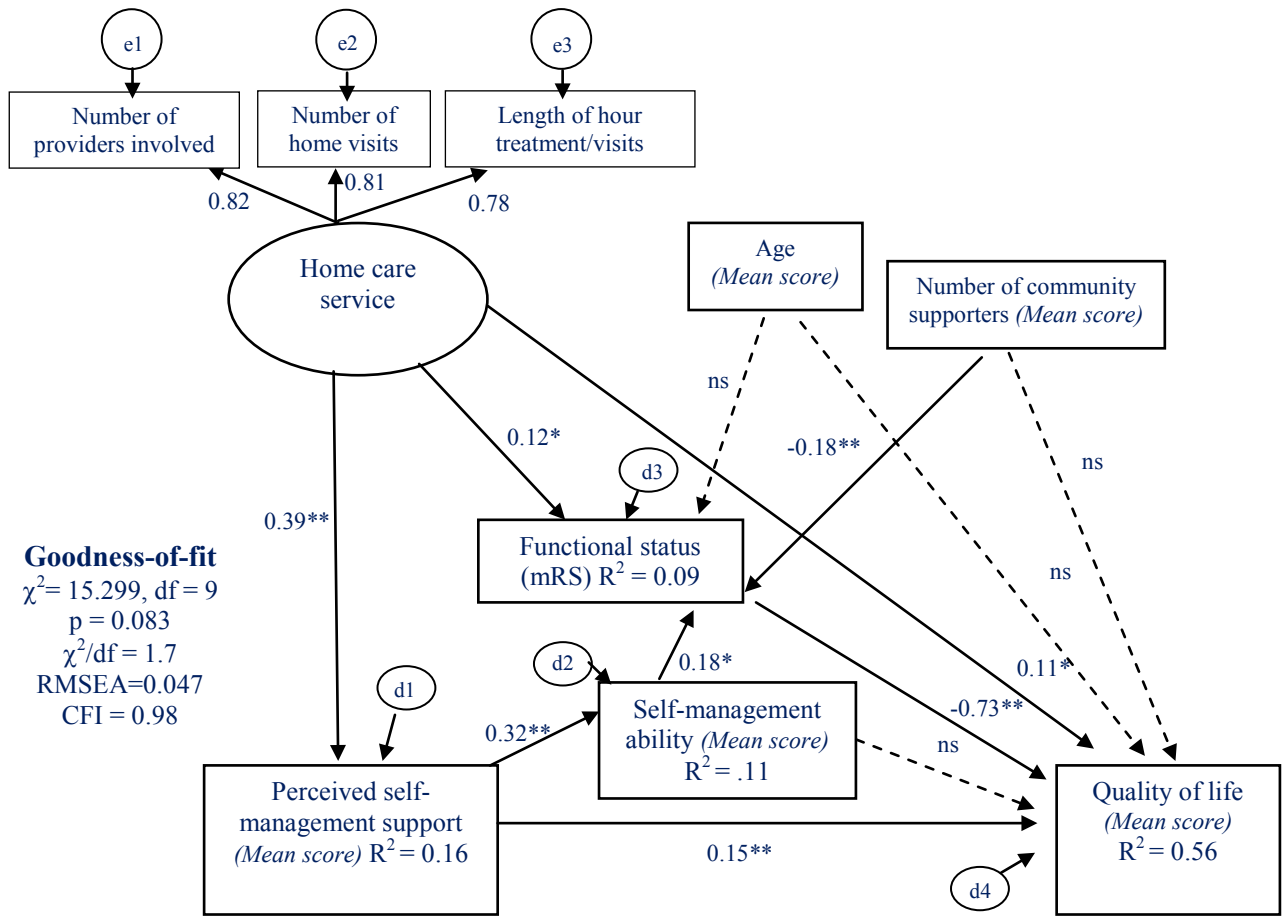 e1
e2
e3
Number of
providers involved
Number of
home visits
Length of hour
treatment/visits
0.82
0.81
0.78
Home care
service
Age
(Mean score)
Number of community
supporters (Mean score)
ns
0.12*
-0.18**
ns
d3
0.39**
Functional status
(mRS) R² = 0.09
ns
Goodness-of-fit
χ²= 15.299, df = 9
p = 0.083
χ²/df = 1.7
RMSEA=0.047
CFI = 0.98
d2
0.18*
0.11*
d1
-0.73**
0.32**
Self-management
ability (Mean score)
R² = .11
ns
Perceived self-
management support
(Mean score) R² = 0.16
0.15**
Quality of life
(Mean score)
R² = 0.56
d4